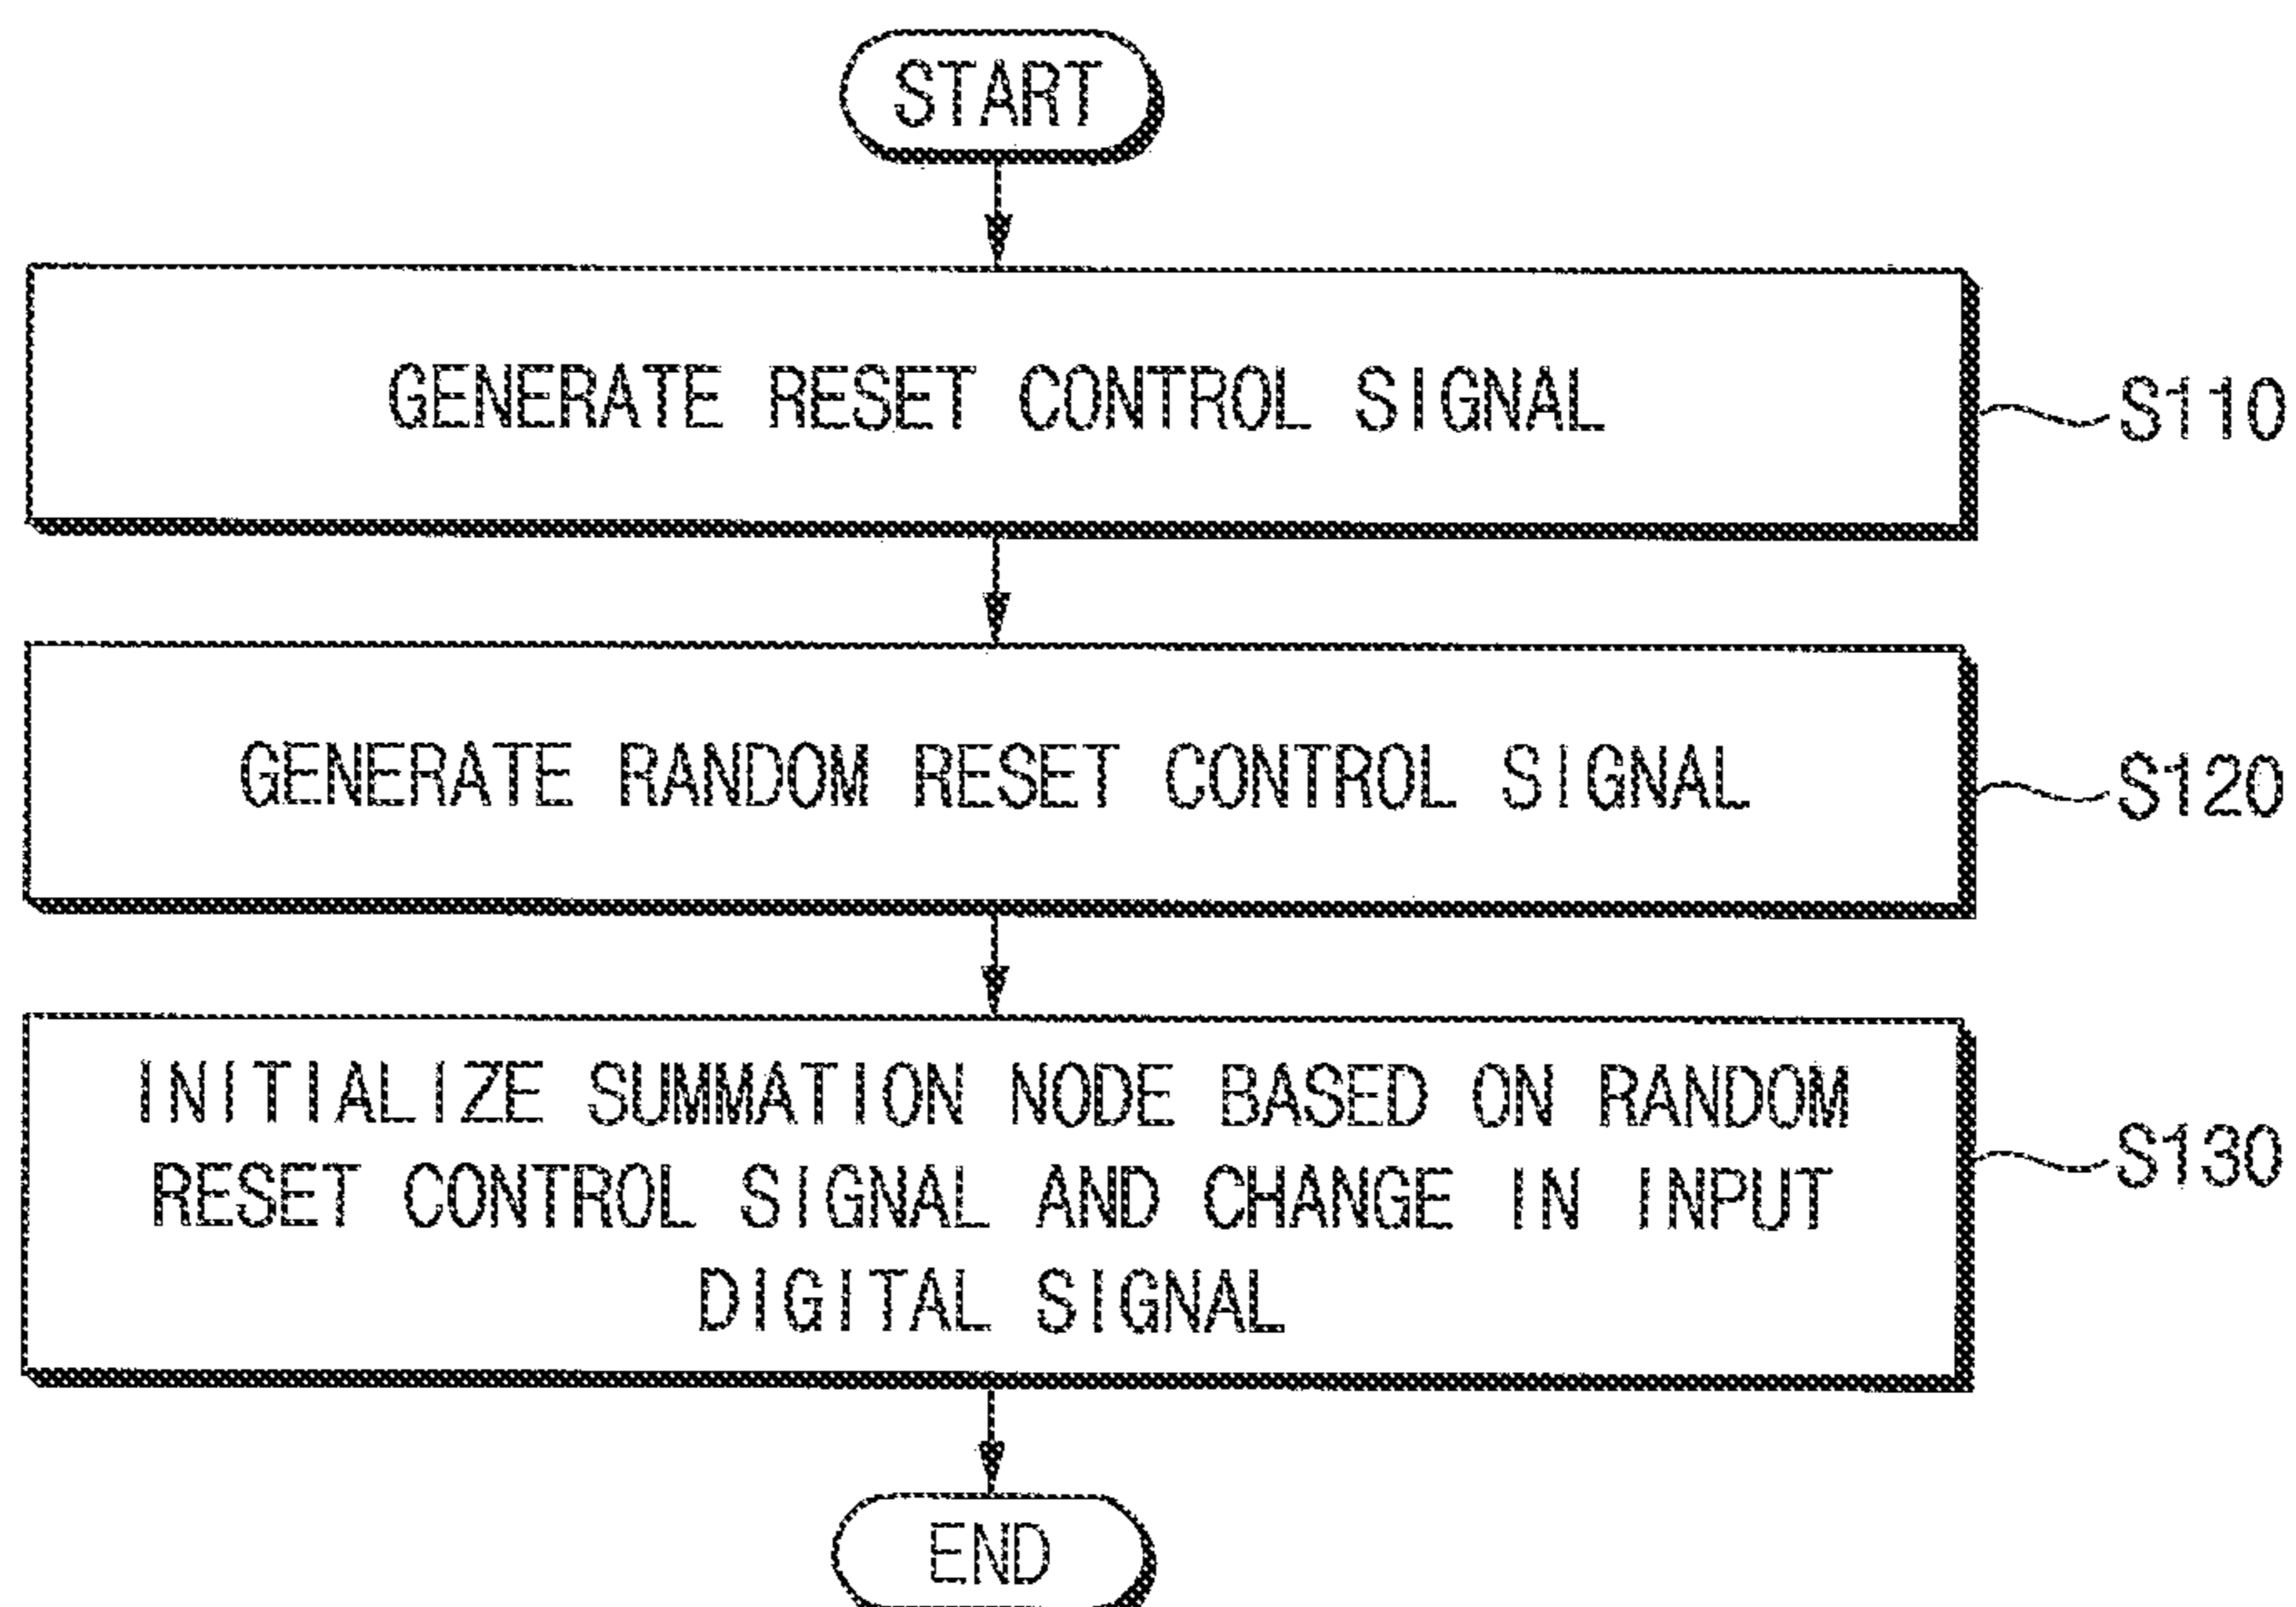 START
GENERATE RESET CONTROL SIGNAL
S110
GENERATE RANDOM RESET CONTROL SIGNAL
S120
INITIALIZE SUMMATION NODE BASED ON RANDOM
RESET CONTROL SIGNAL AND CHANGE IN INPUT
DIGITAL SIGNAL
S130
END